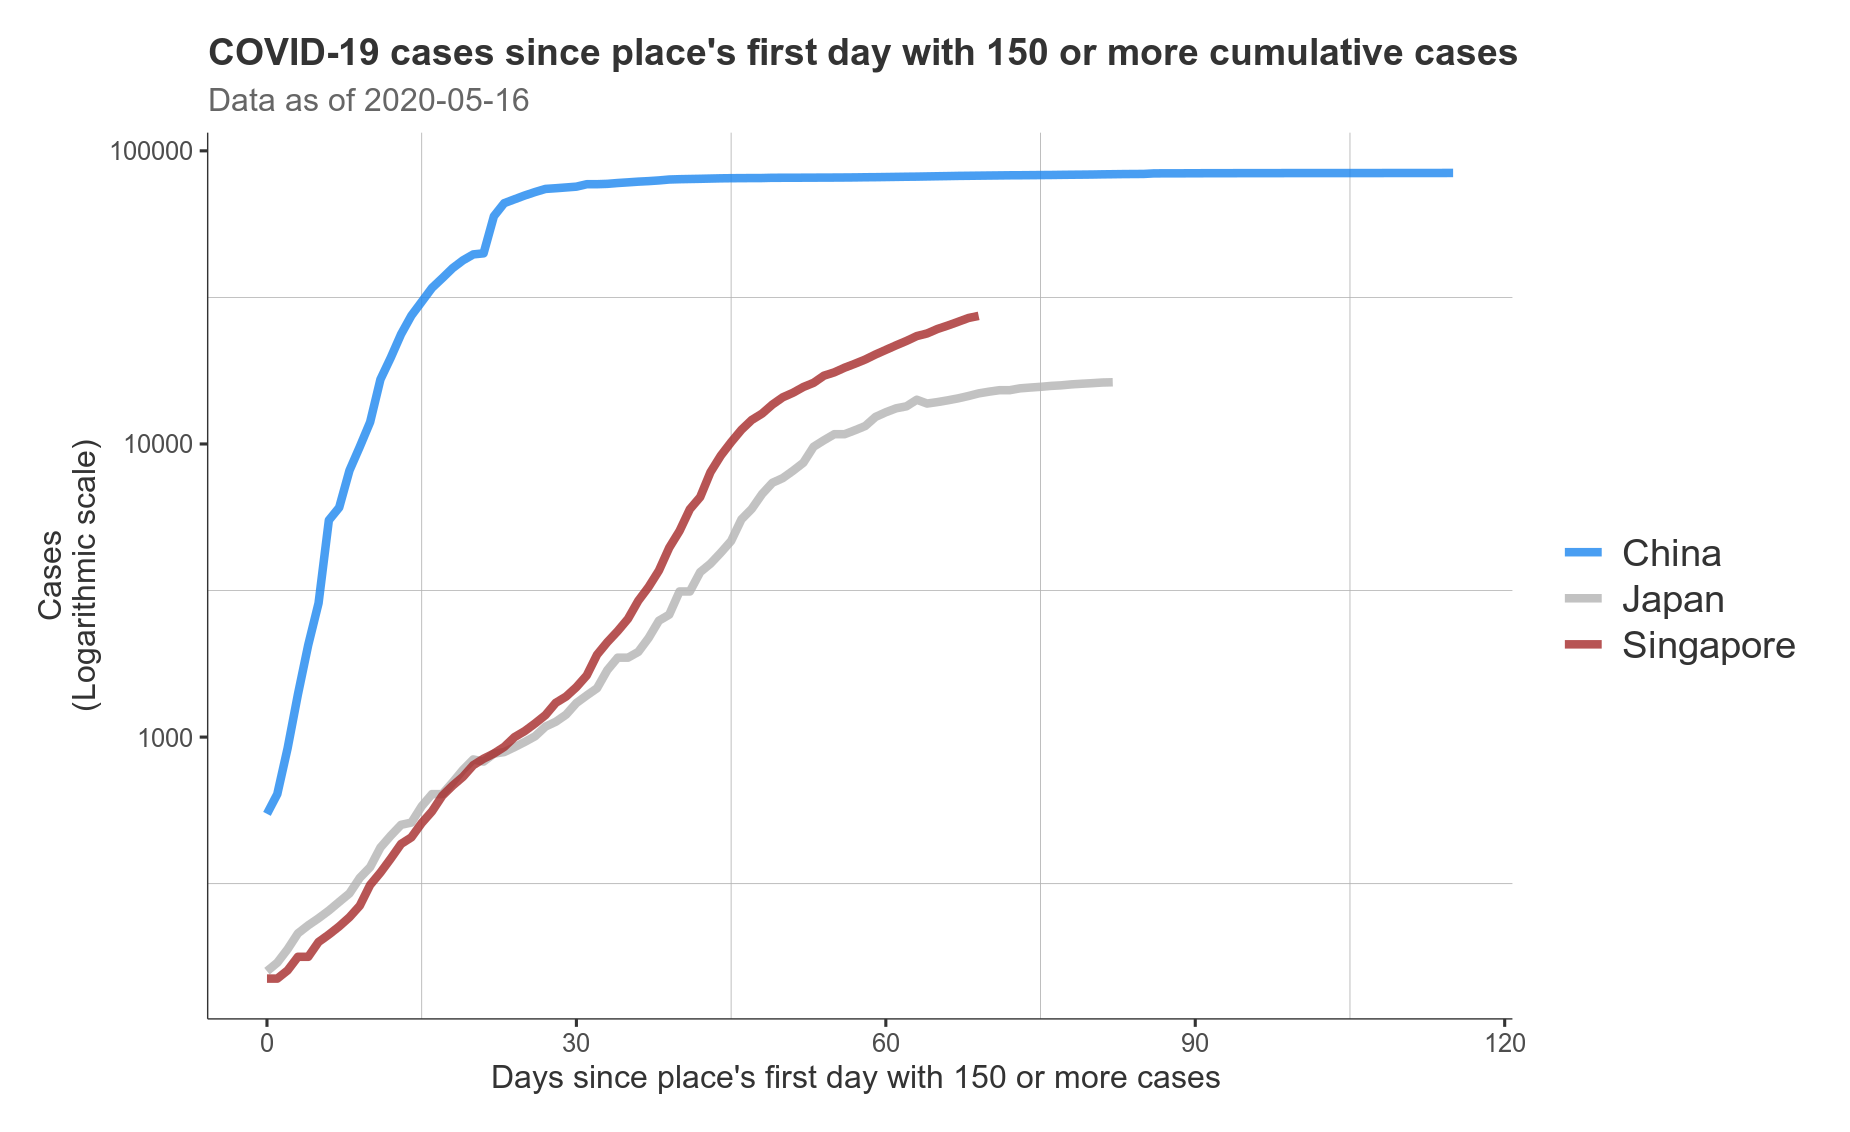 COVID-19 cases since place's first day with 150 or more cumulative cases
Data as of 2020-05-16
100000
10000
1000
Cases
(Logarithmic scale)
China
Japan
Singapore
0 30 60 90 120
Days since place's first day with 150 or more cases